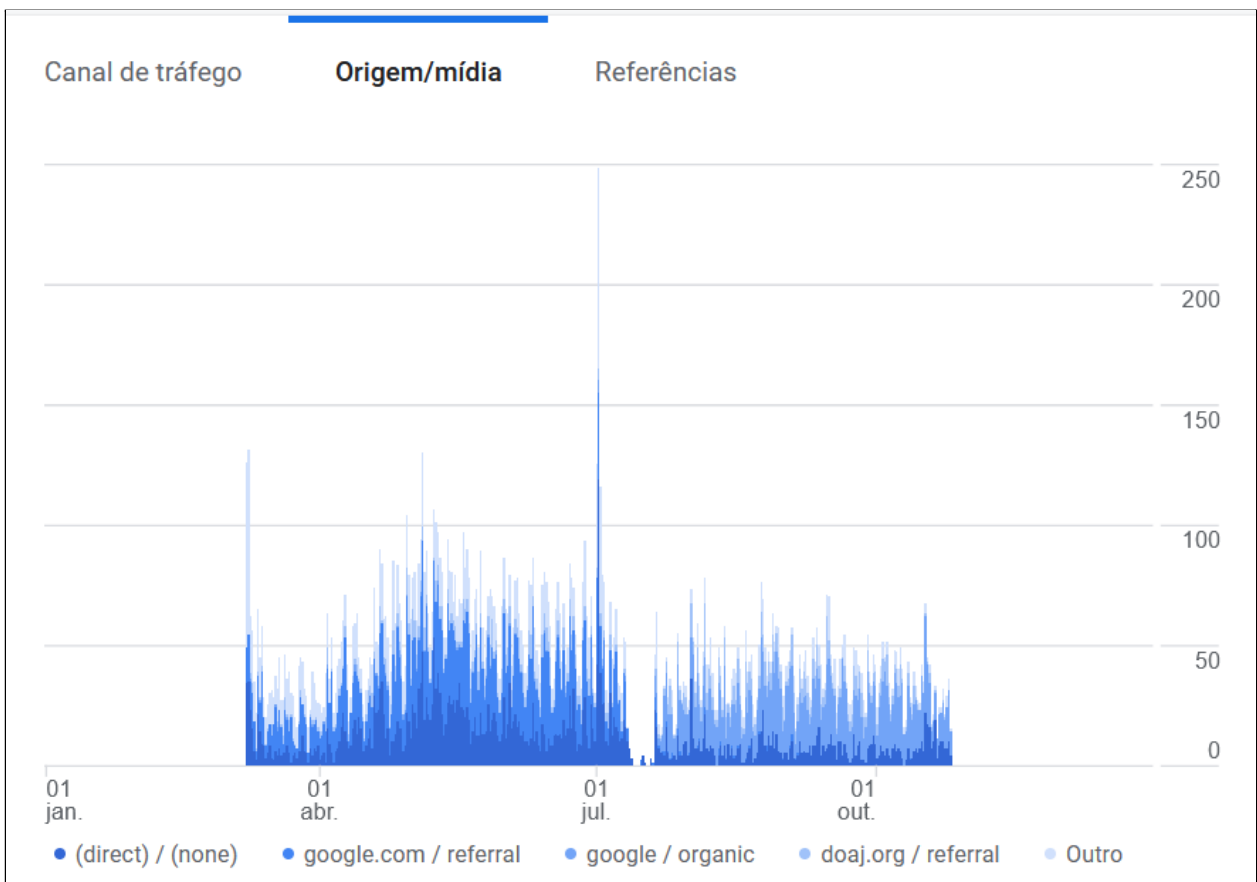 Canal de tráfego Origem/mídia Referências
250
200
150
100
50
0
01 01 01 01
jan. abr. jul. out.
(direct) / (none) google.com / referral google / organic doaj.org / referral Outro